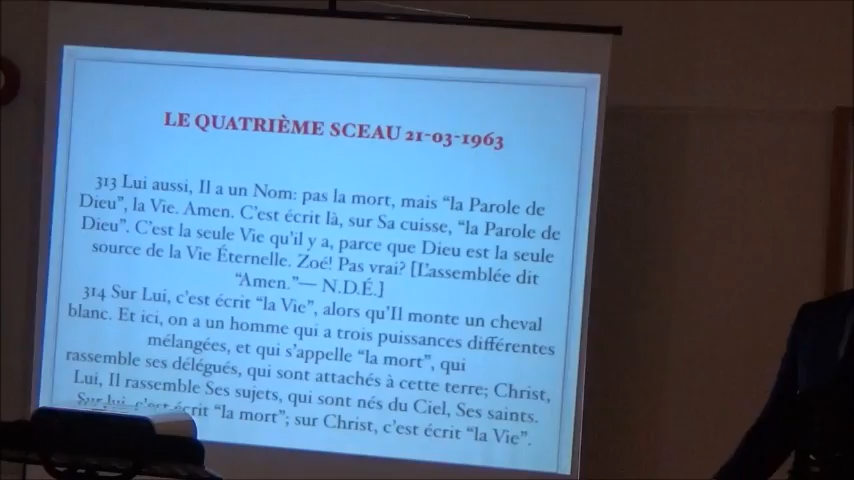 LE QUATRIÈME SCEAU 21-03-1963
313 Lui aussi, Il a un Nom: pas la mort, mais “la Parole de
Dieu”, la Vie. Amen. C’est écrit là, sur Sa cuisse, “la Parole de
Dieu”. C’est la seule Vie qu’il y a, parce que Dieu est la seule
source de la Vie Éternelle. Zoé! Pas vrai? [L’assemblée dit
“Amen.”— N.D.É.]
314 Sur Lui, c’est écrit “la Vie”, alors qu’Il monte un cheval
blanc. Et ici, on a un homme qui a trois puissances différentes
mélangées, et qui s’appelle “la mort”, qui
rassemble ses délégués, qui sont attachés à cette terre; Christ,
Lui, Il rassemble Ses sujets, qui sont nés du Ciel, Ses saints.
Sur lui, c’est écrit “la mort”; sur Christ, c’est écrit “la Vie”.